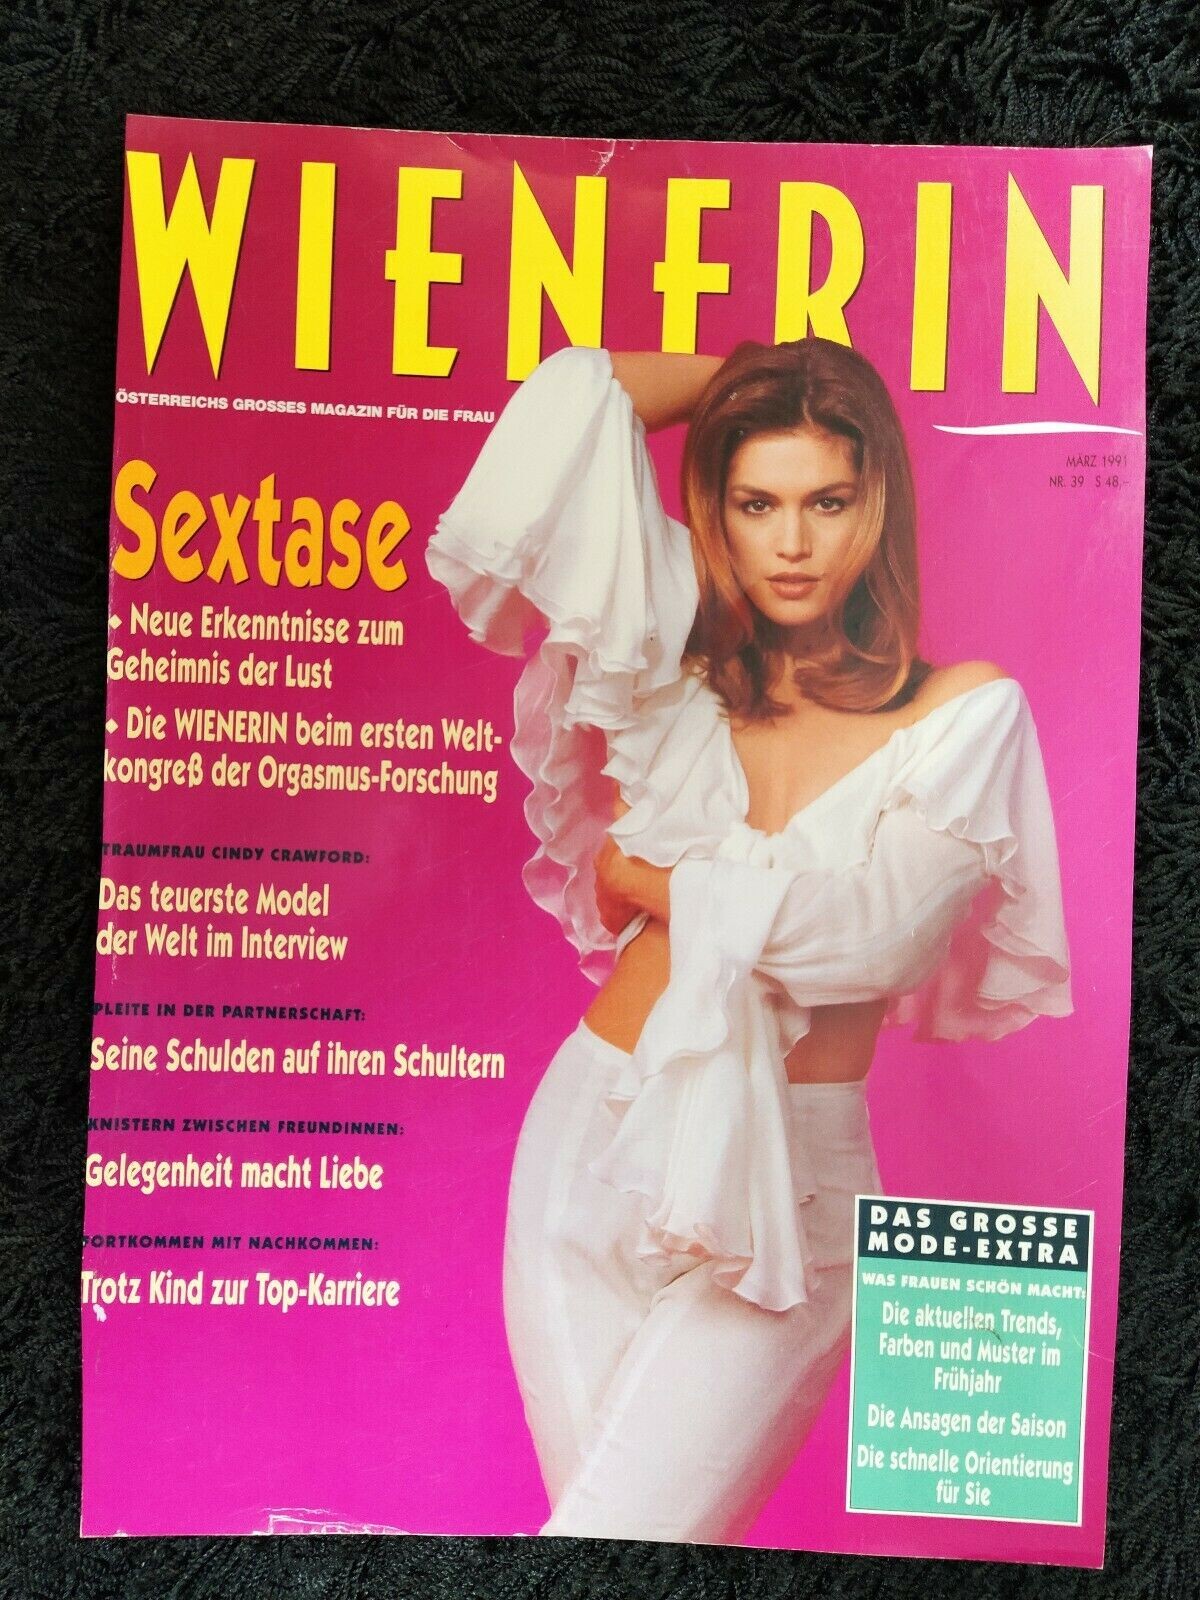 WIENERIN
ÖSTERREICHS GROSSES MAGAZIN FÜR DIE FRAU
MÄRZ 1991
NR. 39 S 48,-
Sextase
◆ Neue Erkenntnisse zum
Geheimnis der Lust
◆ Die WIENERIN beim ersten Welt-
kongreß der Orgasmus-Forschung
TRAUMFRAU CINDY CRAWFORD:
Das teuerste Model
der Welt im Interview
PLEITE IN DER PARTNERSCHAFT:
Seine Schulden auf ihren Schultern
KNISTERN ZWISCHEN FREUNDINNEN:
Gelegenheit macht Liebe
FORTKOMMEN MIT NACHKOMMEN:
Trotz Kind zur Top-Karriere
DAS GROSSE
MODE-EXTRA
WAS FRAUEN SCHÖN MACHT:
Die aktuellen Trends,
Farben und Muster im
Frühjahr
Die Ansagen der Saison
Die schnelle Orientierung
für Sie